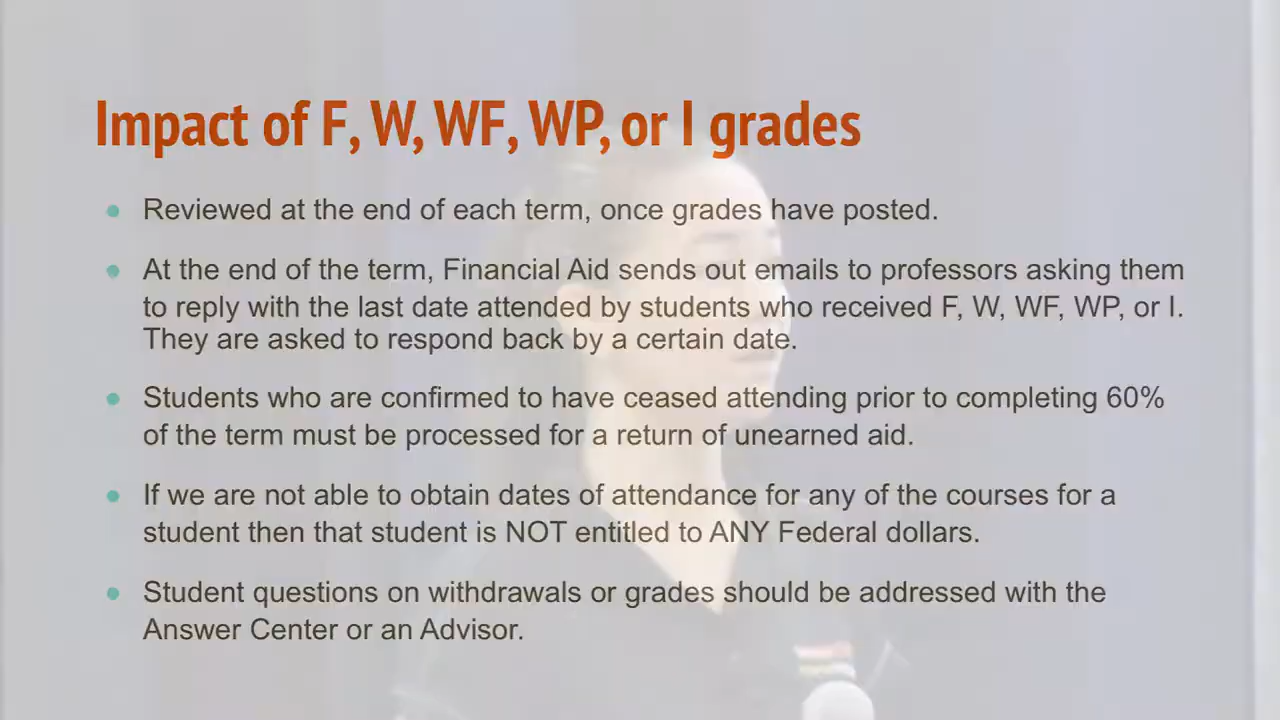 Impact of F, W, WF, WP, or I grades
Reviewed at the end of each term, once grades have posted.
At the end of the term, Financial Aid sends out emails to professors asking them
to reply with the last date attended by students who received F, W, WF, WP, or I.
They are asked to respond back by a certain date.
Students who are confirmed to have ceased attending prior to completing 60%
of the term must be processed for a return of unearned aid.
If we are not able to obtain dates of attendance for any of the courses for a
student then that student is NOT entitled to ANY Federal dollars.
Student questions on withdrawals or grades should be addressed with the
Answer Center or an Advisor.